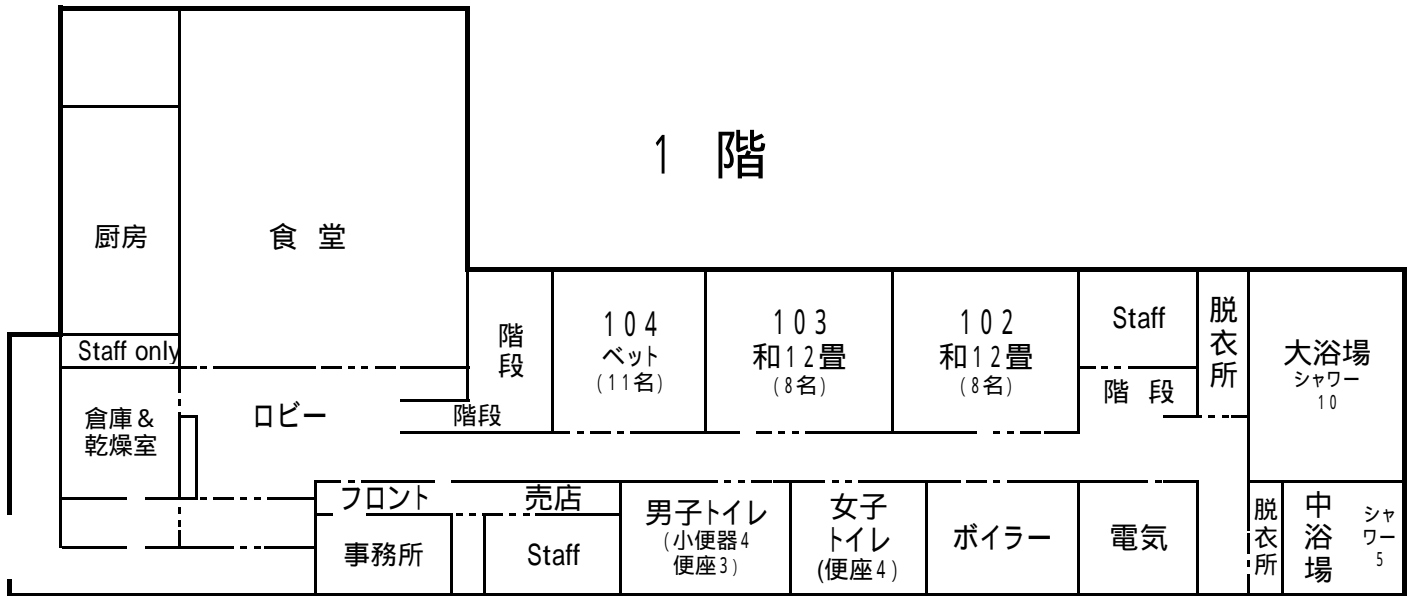 1 階
厨房
食 堂
Staff only
倉庫&
乾燥室
ロビー
階段
階段
104
ベット
(11名)
103
和12畳
(8名)
102
和12畳
(8名)
Staff
階 段
脱衣所
大浴場
シャワー
10
フロント
売店
事務所
Staff
男子トイレ
(小便器4
便座3)
女子
トイレ
(便座4)
ボイラー
電気
脱衣所
中浴場
シャ
ワー
5